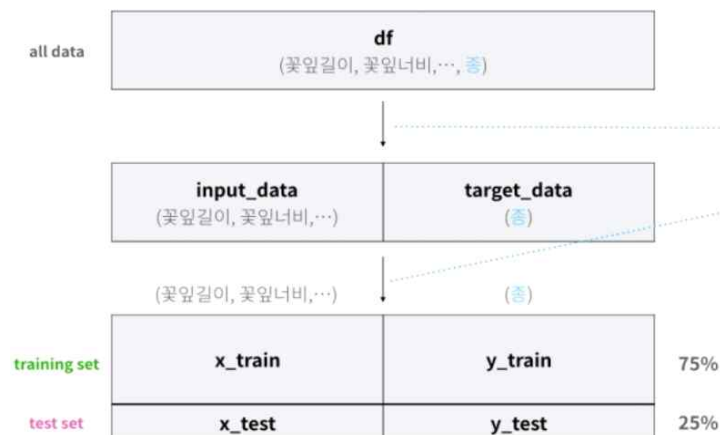 df
all data
(꽃잎길이, 꽃잎너비,⋯, 종)
input_data target_data
(꽃잎길이, 꽃잎너비,⋯) (종)
(꽃잎길이, 꽃잎너비,⋯) (종)
training set x_train y_train 75%
test set x_test y_test 25%